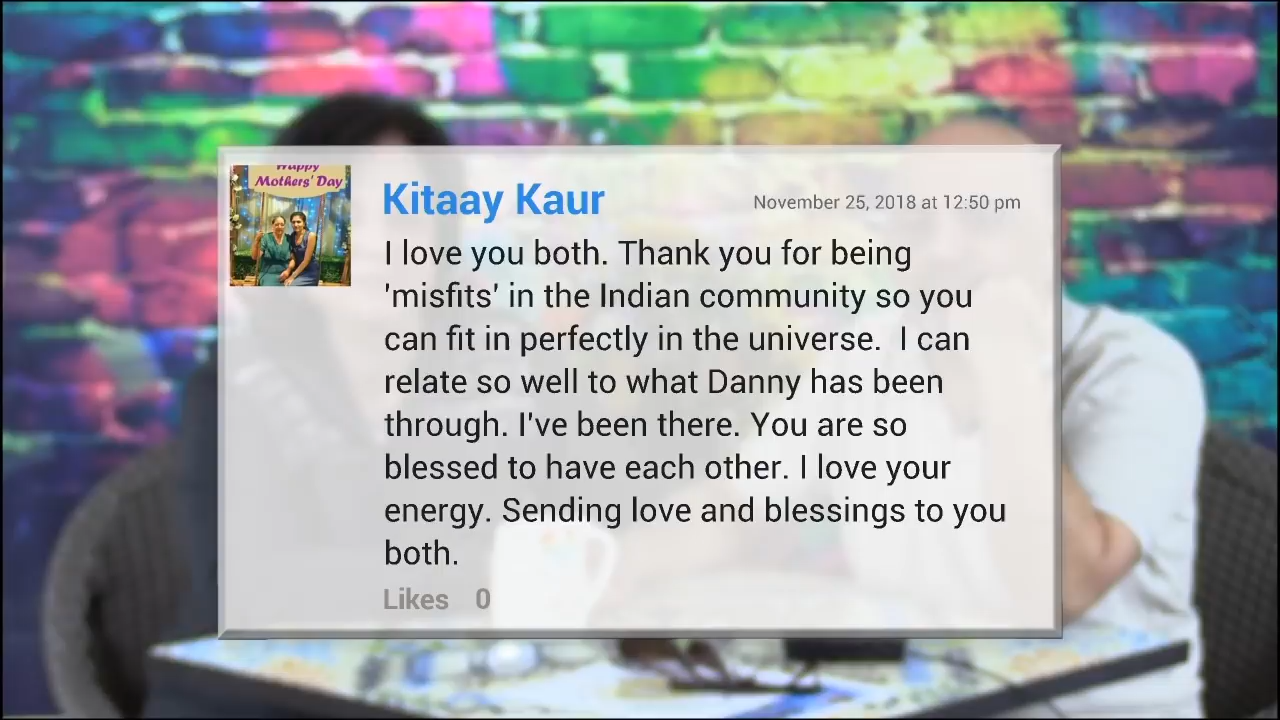 Happy
Mothers' Day
Kitaay Kaur
November 25, 2018 at 12:50 pm
I love you both. Thank you for being
'misfits' in the Indian community so you
can fit in perfectly in the universe.  I can
relate so well to what Danny has been
through. I've been there. You are so
blessed to have each other. I love your
energy. Sending love and blessings to you
both.
Likes 0